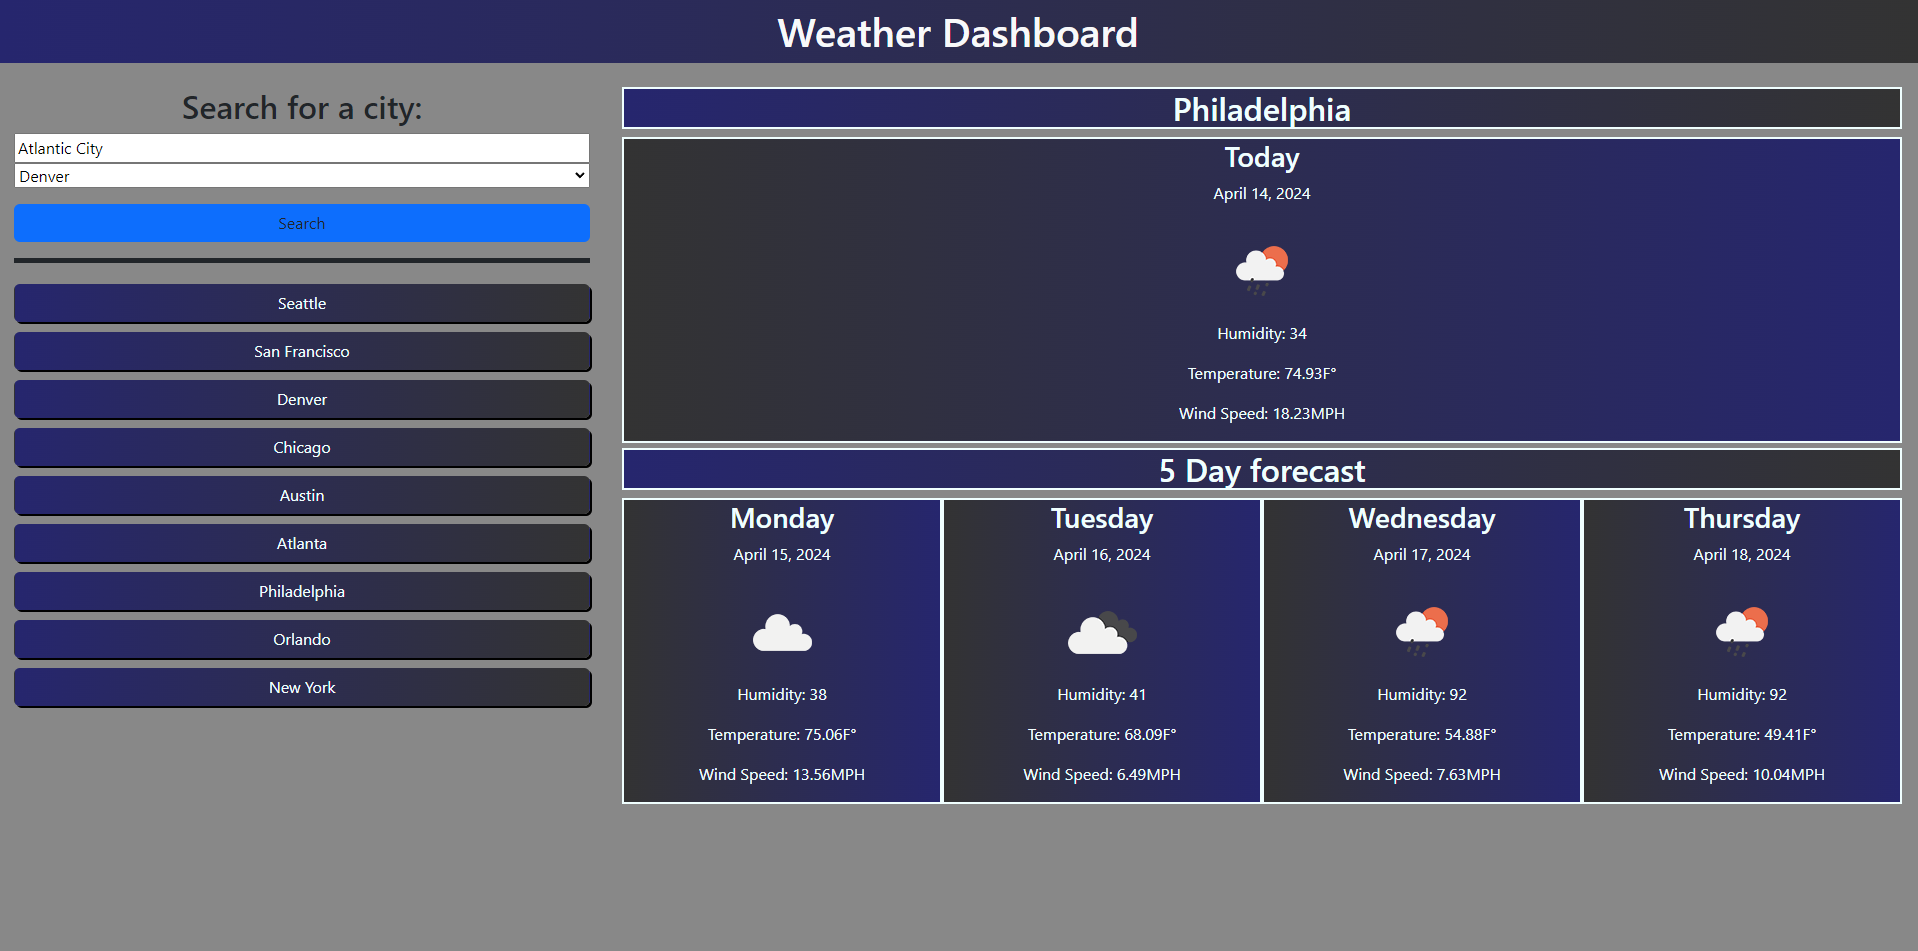 Weather Dashboard
Search for a city:
Atlantic City
Denver
Search
Seattle
San Francisco
Denver
Chicago
Austin
Atlanta
Philadelphia
Orlando
New York
Philadelphia
Today
April 14, 2024
Humidity: 34
Temperature: 74.93F°
Wind Speed: 18.23MPH
5 Day forecast
Monday
April 15, 2024
Humidity: 38
Temperature: 75.06F°
Wind Speed: 13.56MPH
Tuesday
April 16, 2024
Humidity: 41
Temperature: 68.09F°
Wind Speed: 6.49MPH
Wednesday
April 17, 2024
Humidity: 92
Temperature: 54.88F°
Wind Speed: 7.63MPH
Thursday
April 18, 2024
Humidity: 92
Temperature: 49.41F°
Wind Speed: 10.04MPH